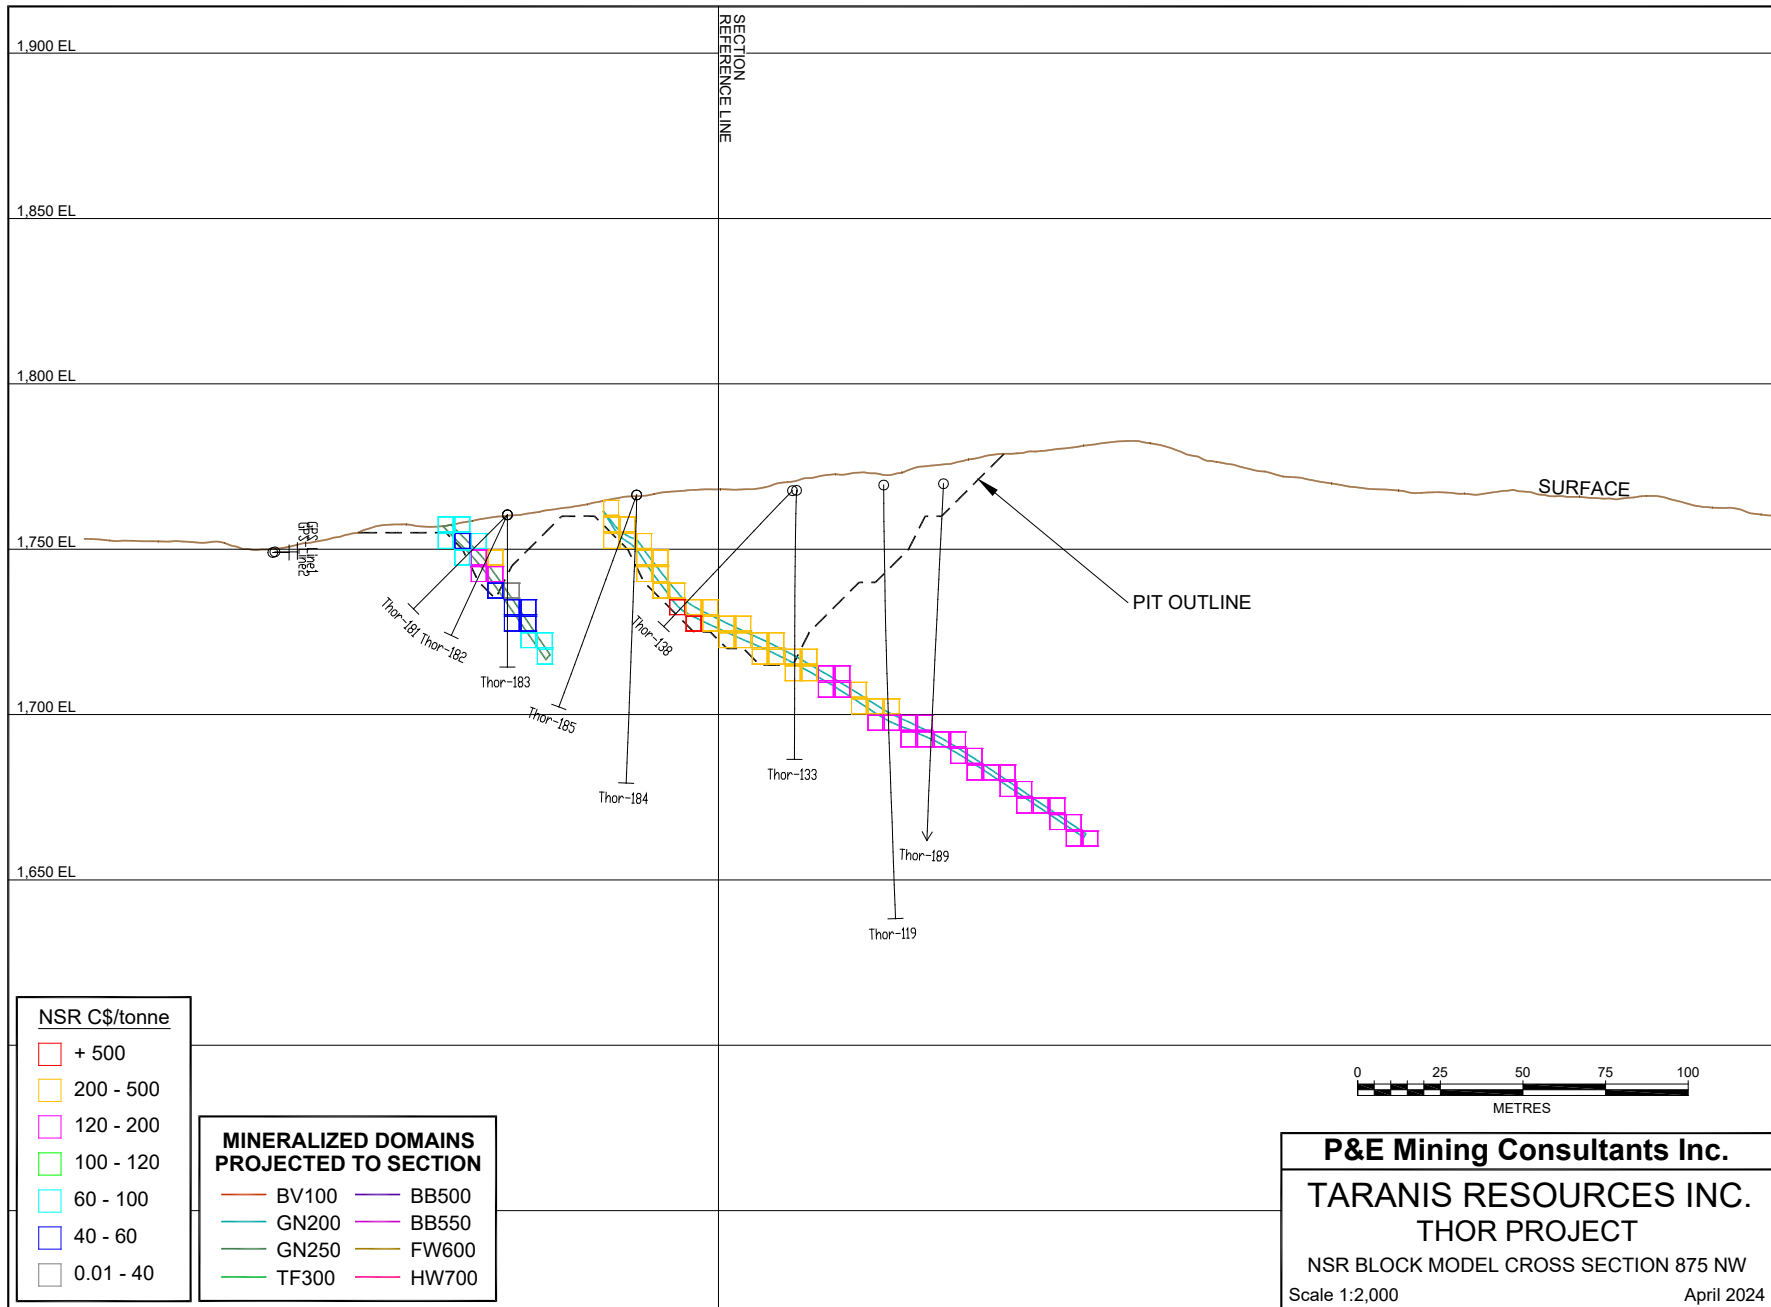 1,900 EL
SECTION
REFERENCE LINE
1,850 EL
1,800 EL
SURFACE
1,750 EL
GPS-Line1
GPS-Line2
PIT OUTLINE
Thor-181
Thor-182
Thor-138
Thor-183
Thor-185
1,700 EL
Thor-133
Thor-184
Thor-189
1,650 EL
Thor-119
NSR C$/tonne
+ 500
200 - 500
120 - 200
100 - 120
60 - 100
40 - 60
0.01 - 40
MINERALIZED DOMAINS
PROJECTED TO SECTION
BV100 BB500
GN200 BB550
GN250 FW600
TF300 HW700
0 25 50 75 100
METRES
P&E Mining Consultants Inc.
TARANIS RESOURCES INC.
THOR PROJECT
NSR BLOCK MODEL CROSS SECTION 875 NW
Scale 1:2,000 April 2024